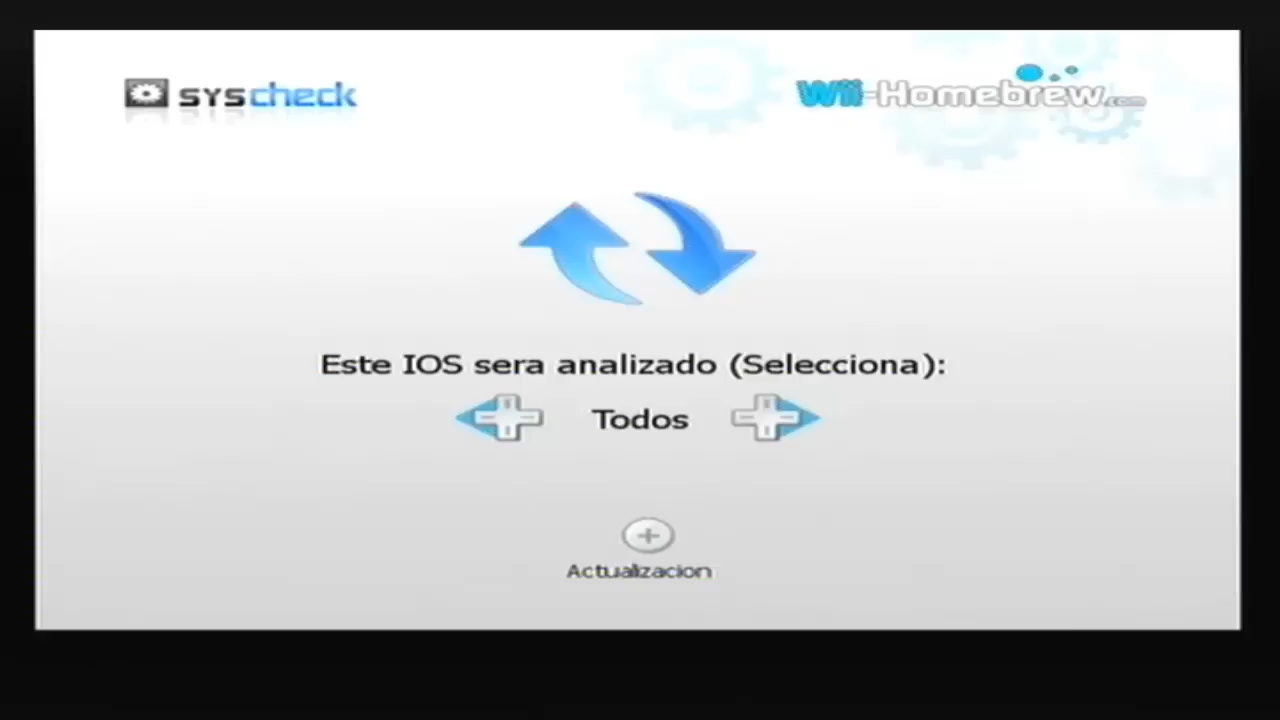 syscheck
Wii-Homebrew.com
Este IOS sera analizado (Selecciona):
Todos
Actualizacion